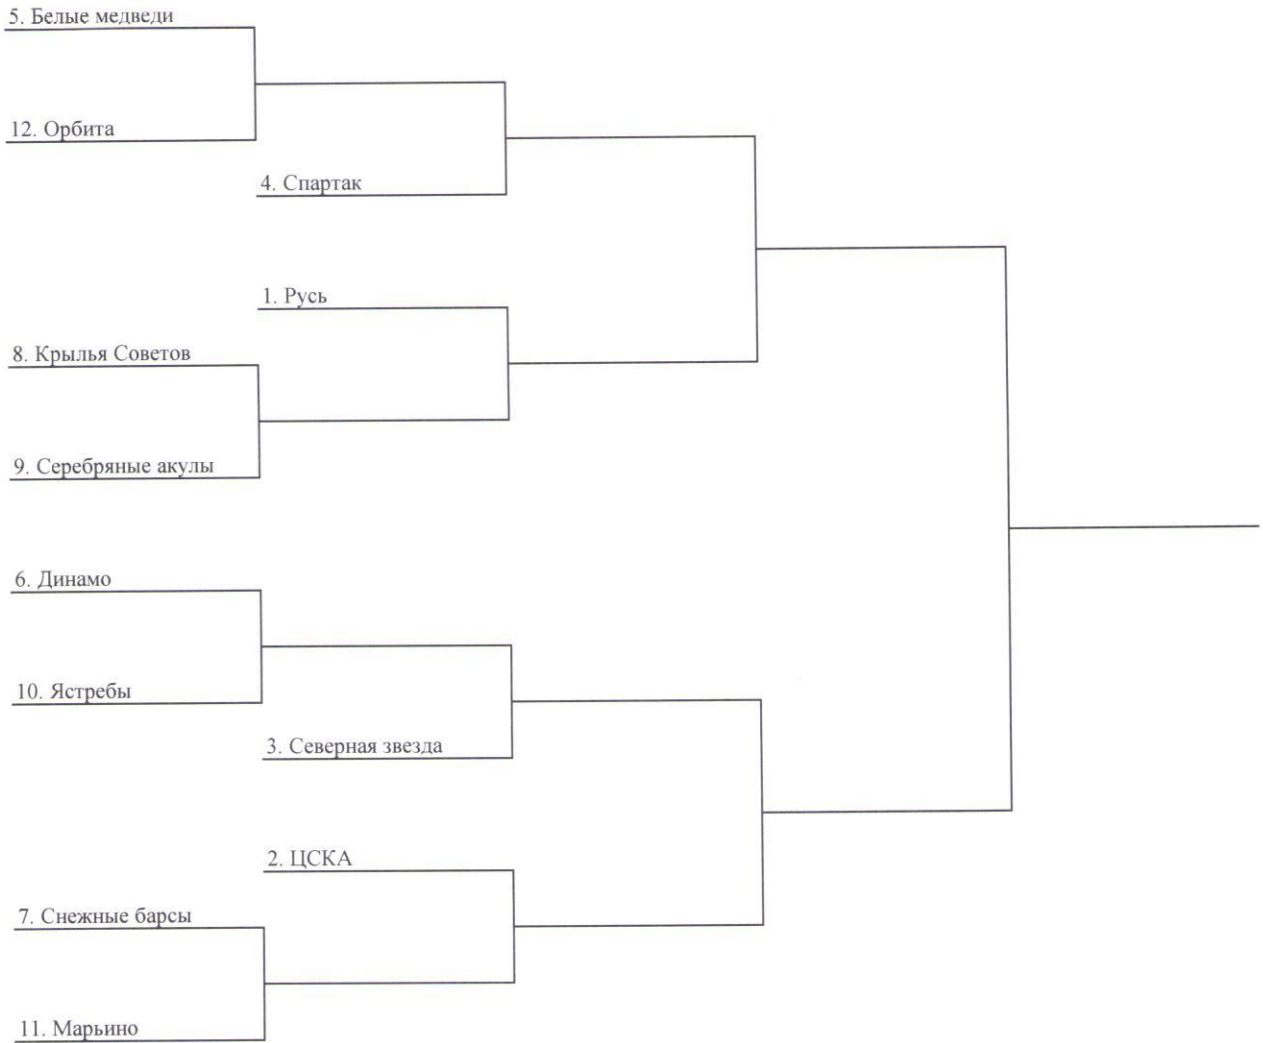 5. Белые медведи
12. Орбита
4. Спартак
1. Русь
8. Крылья Советов
9. Серебряные акулы
6. Динамо
10. Ястребы
3. Северная звезда
2. ЦСКА
7. Снежные барсы
11. Марьино